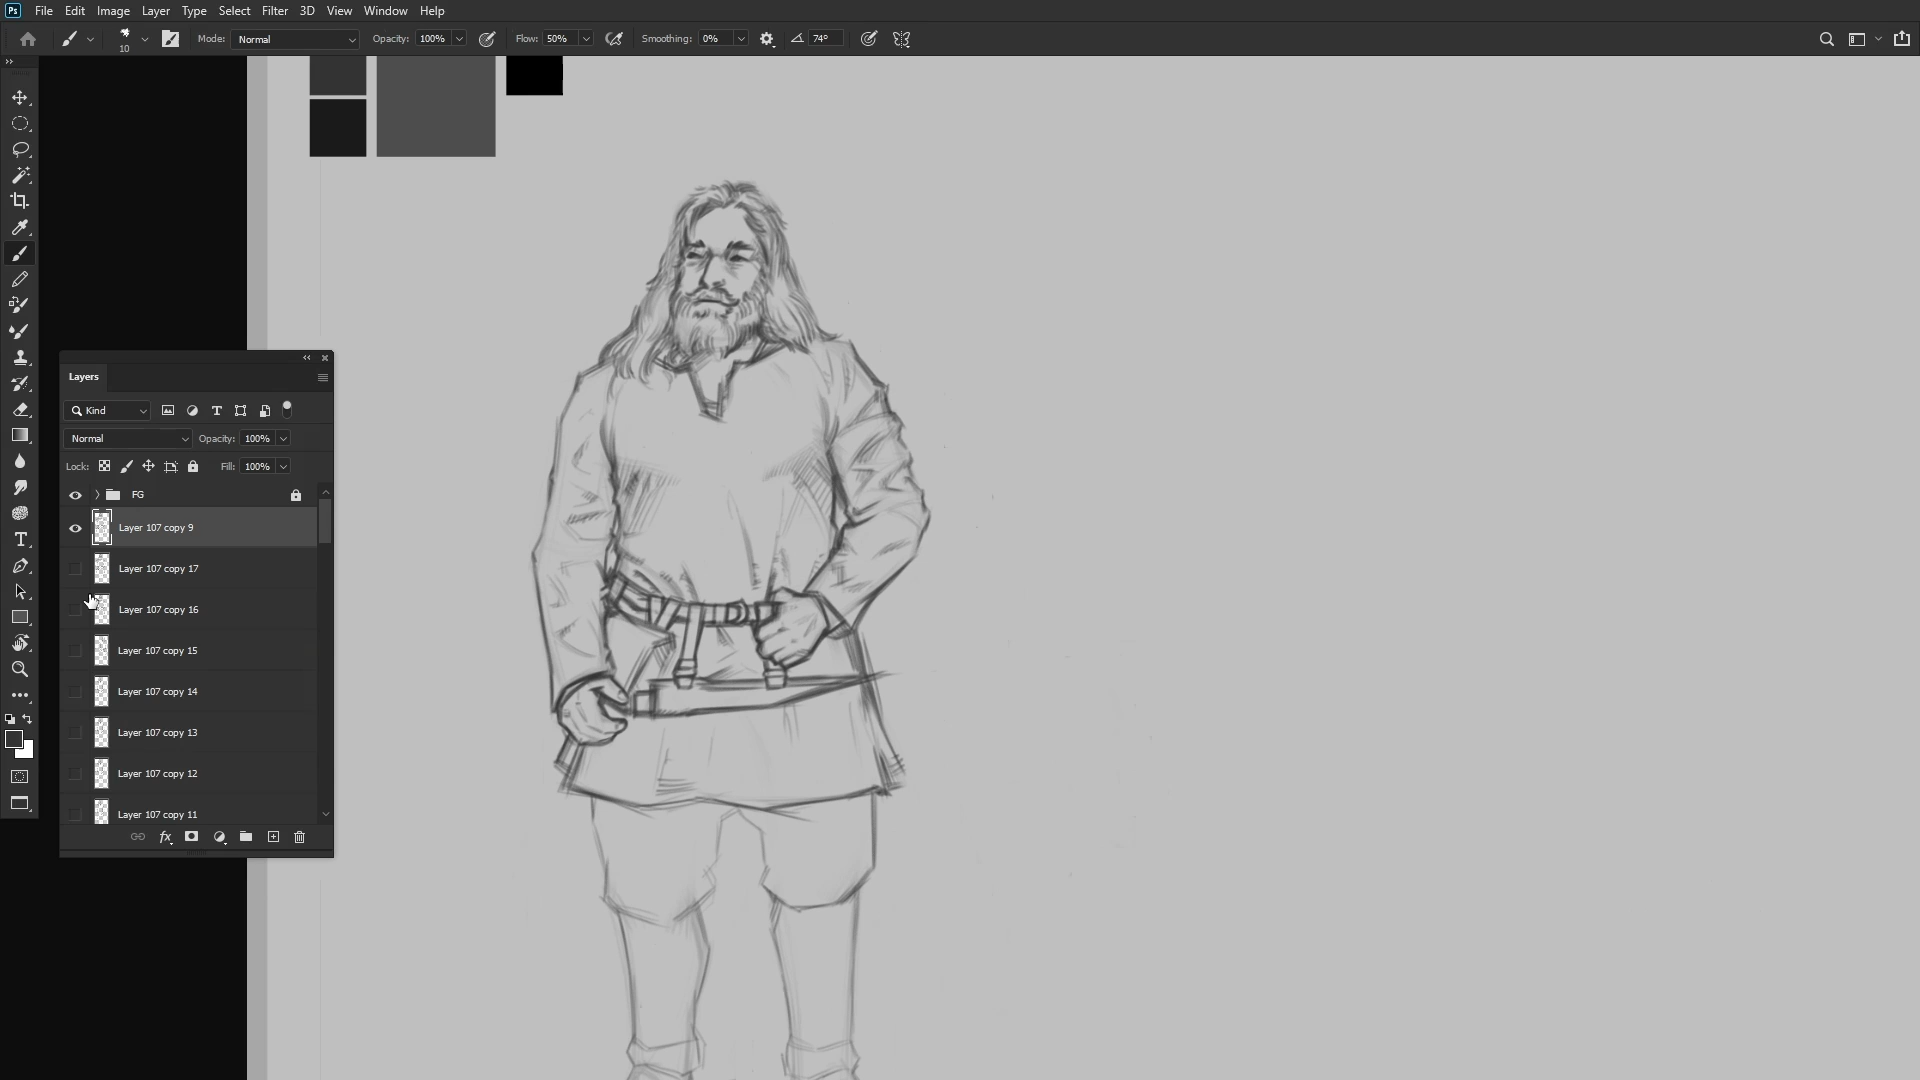 Ps File Edit Image Layer Type Select Filter 3D View Window Help
10 Mode: Normal Opacity: 100% Flow: 50% Smoothing: 0% 74°
Layers
Kind
Normal Opacity: 100%
Lock: Fill: 100%
FG
Layer 107 copy 9
Layer 107 copy 17
Layer 107 copy 16
Layer 107 copy 15
Layer 107 copy 14
Layer 107 copy 13
Layer 107 copy 12
Layer 107 copy 11
fx